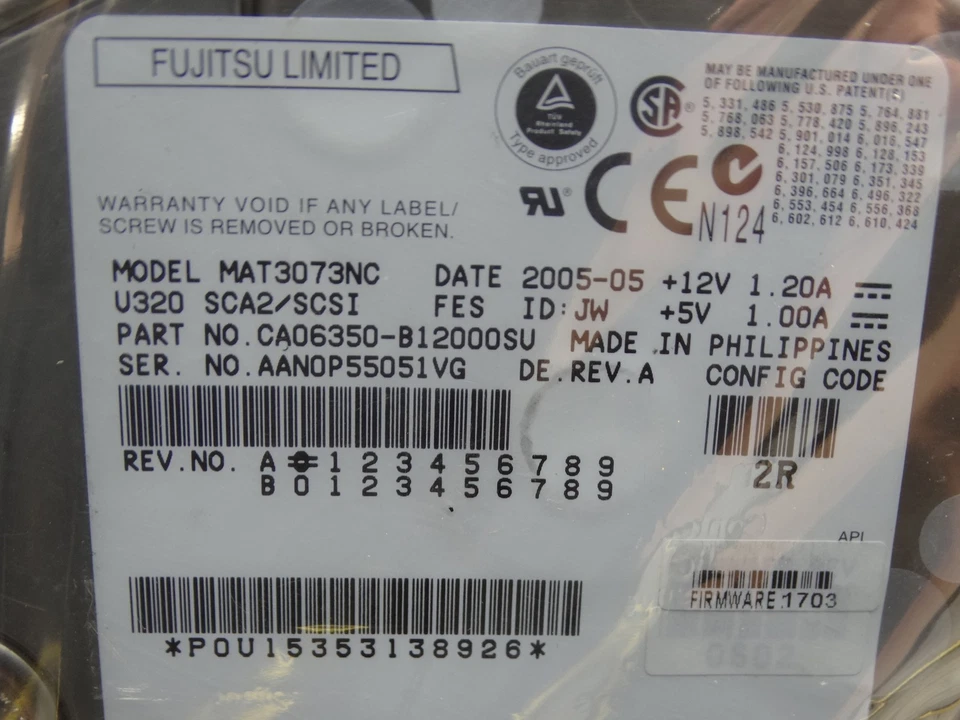 FUJITSU LIMITED
Bauart geprüft
TÜV
Rheinland
Product Safety
Type approved
SA®
MAY BE MANUFACTURED UNDER ONE
OF FOLLOWING U.S. PATENT(S)
5,331,486 5,530,875 5,764,881
5,768,063 5,778,420 5,896,243
5,898,542 5,901,014 6,016,547
6,124,998 6,128,153
6,157,506 6,173,339
6,301,079 6,351,345
6,396,664 6,496,322
6,553,454 6,556,368
6,602,612 6,610,424
CE
N124
WARRANTY VOID IF ANY LABEL/
SCREW IS REMOVED OR BROKEN.
MODEL MAT3073NC DATE 2005-05 +12V 1.20A
U320 SCA2/SCSI FES ID:JW +5V 1.00A
PART NO.CA06350-B12000SU MADE IN PHILIPPINES
SER. NO.AAN0P55051VG DE.REV.A CONFIG CODE
REV.NO. A 0 1 2 3 4 5 6 7 8 9
B 0 1 2 3 4 5 6 7 8 9
2R
API
FIRMWARE 1703
*POU15353138926*